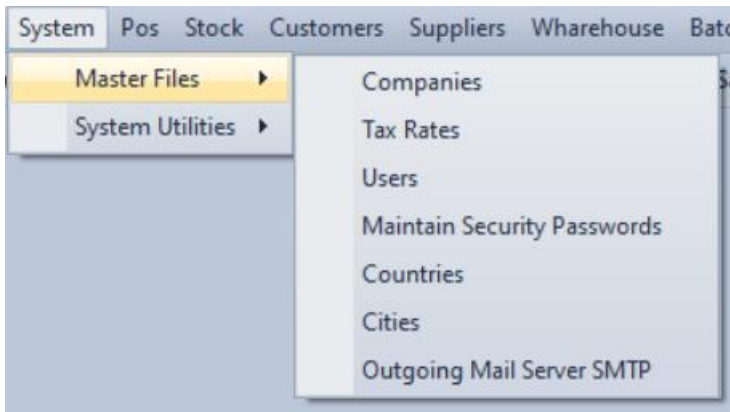 System Pos Stock Customers Suppliers Wharehouse
Master Files
System Utilities
Companies
Tax Rates
Users
Maintain Security Passwords
Countries
Cities
Outgoing Mail Server SMTP